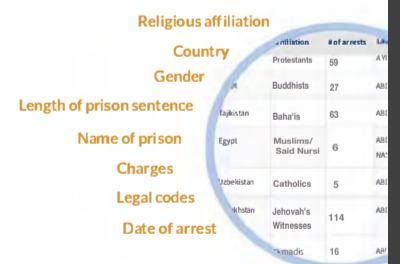 Religious affiliation
Country
Gender
Length of prison sentence
Name of prison
Charges
Legal codes
Date of arrest
# of arrests
Protestants 59
Buddhists 27
Tajikistan Baha'is 63
Egypt Muslims/
Said Nursi 6
Uzbekistan Catholics 5
Jehovah's
Witnesses 114
16